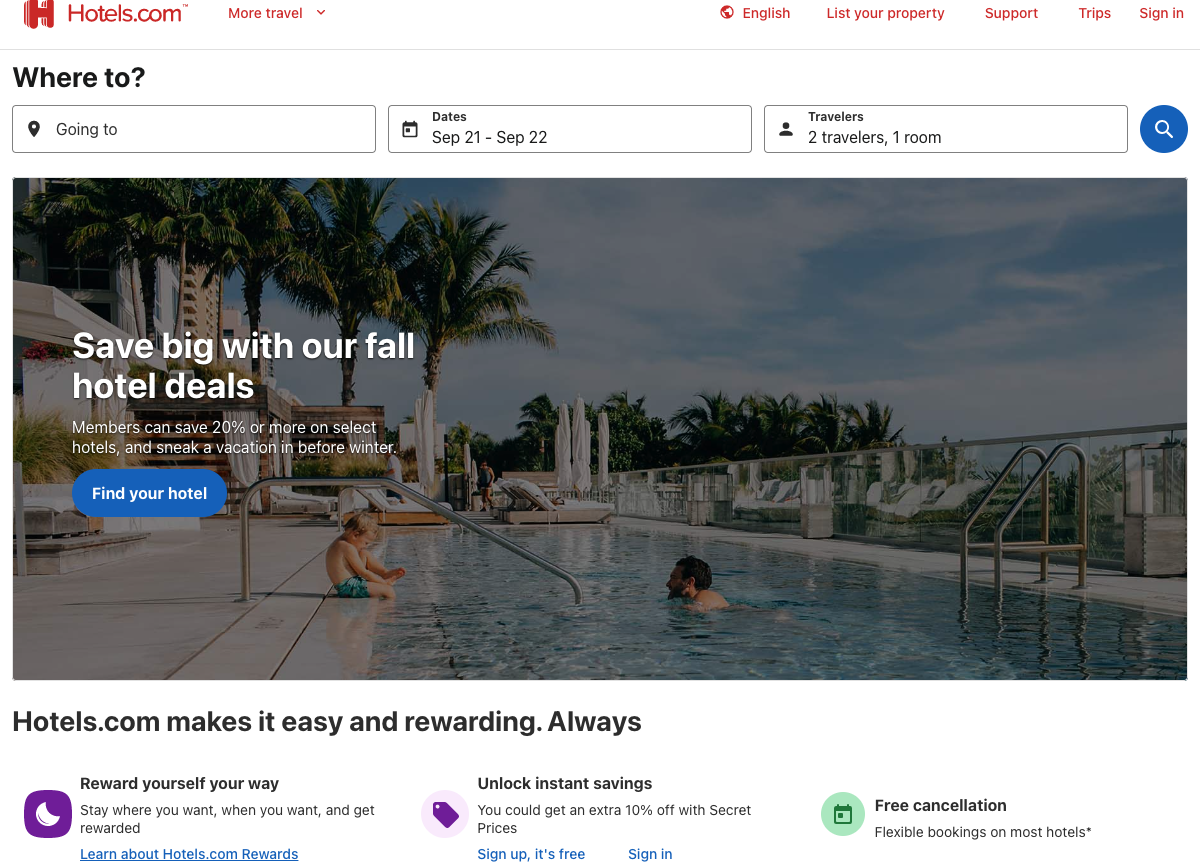 Hotels.com™
More travel
English
List your property
Support
Trips
Sign in
Where to?
Going to
Dates
Sep 21 - Sep 22
Travelers
2 travelers, 1 room
Save big with our fall
hotel deals
Members can save 20% or more on select
hotels, and sneak a vacation in before winter.
Find your hotel
Hotels.com makes it easy and rewarding. Always
Reward yourself your way
Stay where you want, when you want, and get
rewarded
Learn about Hotels.com Rewards
Unlock instant savings
You could get an extra 10% off with Secret
Prices
Sign up, it's free
Sign in
Free cancellation
Flexible bookings on most hotels*